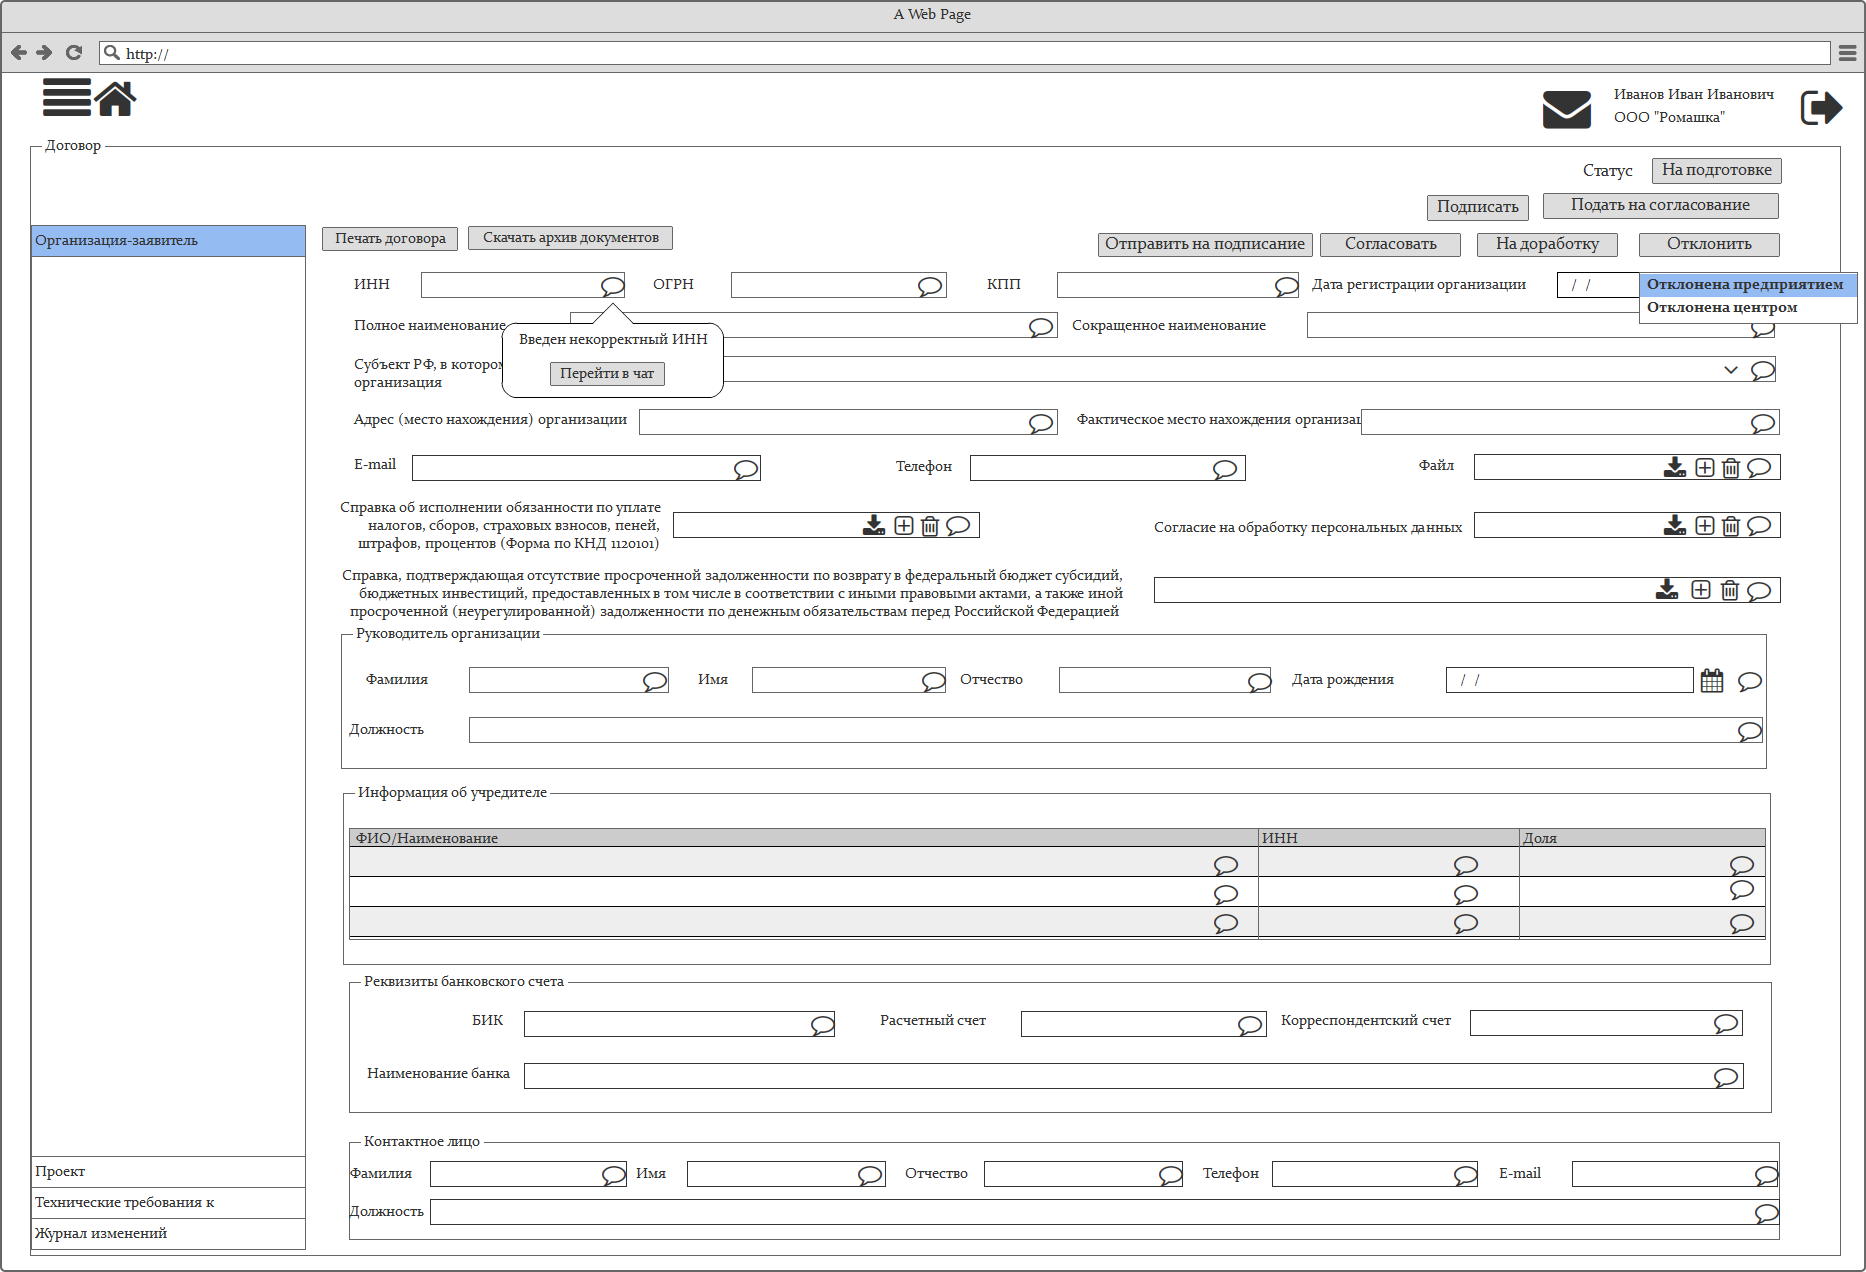 A Web Page
http://
Иванов Иван Иванович
ООО "Ромашка"
Договор
Статус
На подготовке
Подписать
Подать на согласование
Организация-заявитель
Печать договора
Скачать архив документов
Отправить на подписание
Согласовать
На доработку
Отклонить
ИНН
ОГРН
КПП
Дата регистрации организации
/ /
Отклонена предприятием
Отклонена центром
Полное наименование
Сокращенное наименование
Введен некорректный ИНН
Перейти в чат
Субъект РФ, в котором
организация
Адрес (место нахождения) организации
Фактическое место нахождения организац
E-mail
Телефон
Файл
Справка об исполнении обязанности по уплате
налогов, сборов, страховых взносов, пеней,
штрафов, процентов (Форма по КНД 1120101)
Согласие на обработку персональных данных
Справка, подтверждающая отсутствие просроченной задолженности по возврату в федеральный бюджет субсидий,
бюджетных инвестиций, предоставленных в том числе в соответствии с иными правовыми актами, а также иной
просроченной (неурегулированной) задолженности по денежным обязательствам перед Российской Федерацией
Руководитель организации
Фамилия
Имя
Отчество
Дата рождения
/ /
Должность
Информация об учредителе
ФИО/Наименование
ИНН
Доля
Реквизиты банковского счета
БИК
Расчетный счет
Корреспондентский счет
Наименование банка
Контактное лицо
Фамилия
Имя
Отчество
Телефон
E-mail
Должность
Проект
Технические требования к
Журнал изменений